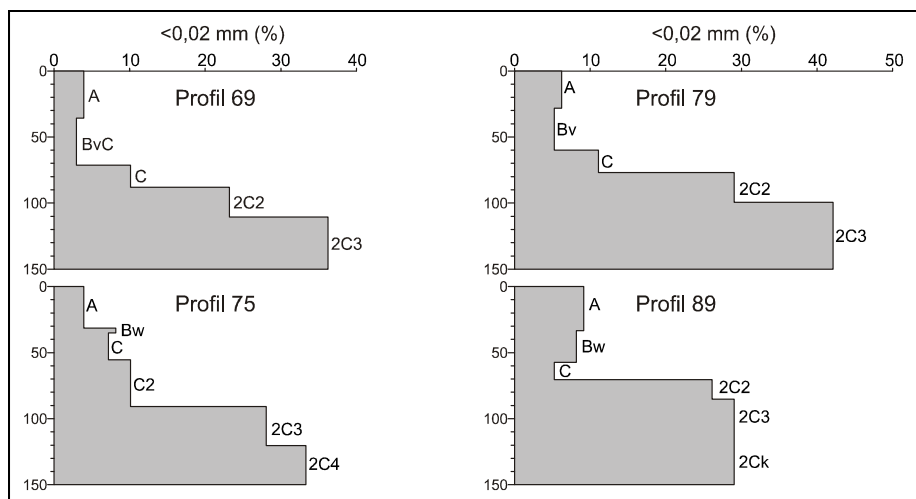 <0,02 mm (%)
0 10 20 30 40
0
50
100
150
A
Profil 69
BvC
C
2C2
2C3
<0,02 mm (%)
0 10 20 30 40 50
0
50
100
150
A
Profil 79
Bv
C
2C2
2C3
0
50
100
150
A
Profil 75
Bw
C
C2
2C3
2C4
0
50
100
150
A
Profil 89
Bw
C
2C2
2C3
2Ck